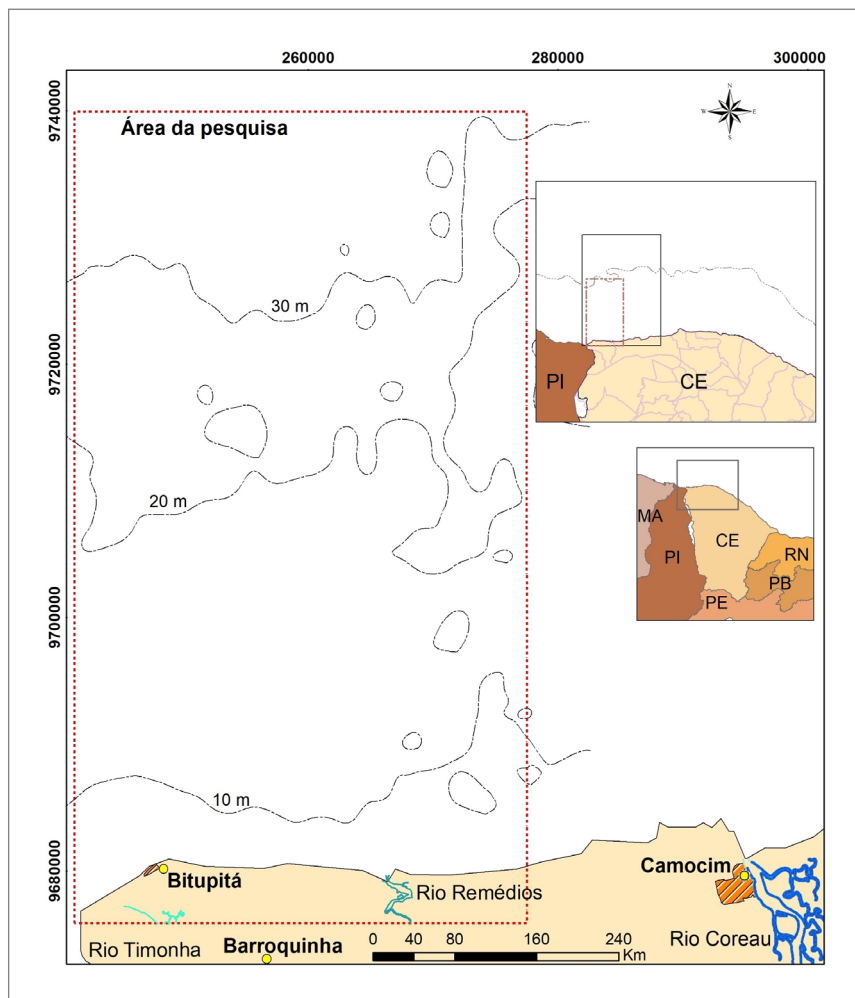 260000
280000
300000
9740000
Área da pesquisa
N
W
E
S
30 m
9720000
PI
CE
20 m
MA
PI
CE
RN
PB
PE
9700000
10 m
9680000
Bitupitá
Rio Remédios
Camocim
Rio Timonha
Barroquinha
Rio Coreau
0 40 80 160 240
Km